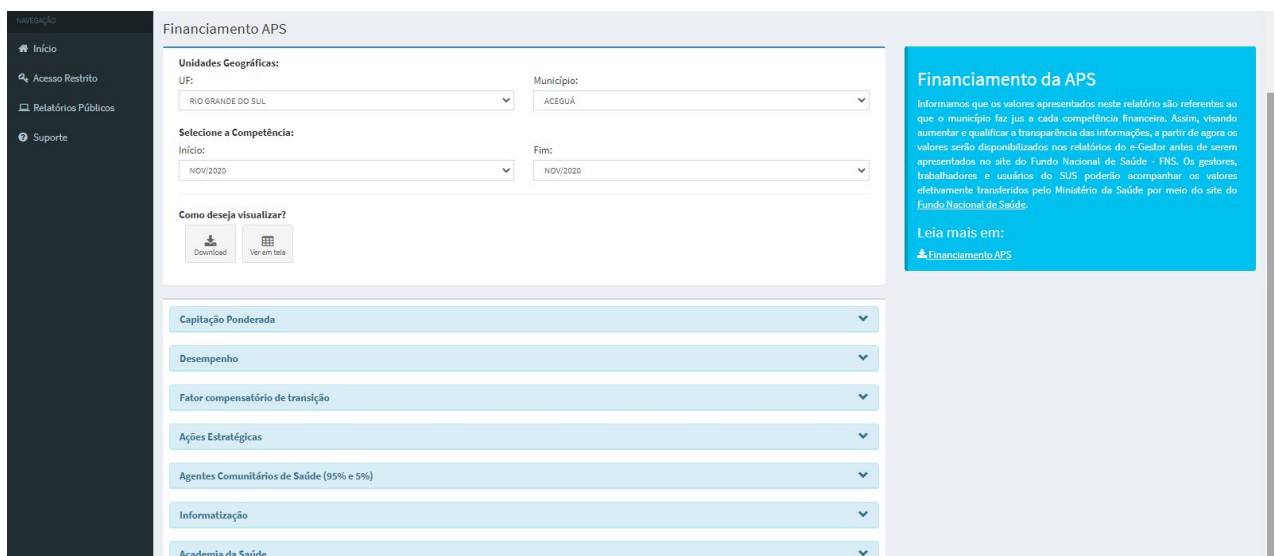 NAVEGAÇÃO
Início
Acesso Restrito
Relatórios Públicos
Suporte
Financiamento APS
Unidades Geográficas:
UF:
Município:
RIO GRANDE DO SUL
ACEGUÁ
Selecione a Competência:
Início:
Fim:
NOV/2020
NOV/2020
Como deseja visualizar?
Download
Ver em tela
Capitação Ponderada
Desempenho
Fator compensatório de transição
Ações Estratégicas
Agentes Comunitários de Saúde (95% e 5%)
Informatização
Academia da Saúde
Financiamento da APS
Informamos que os valores apresentados neste relatório são referentes ao
que o município faz jus a cada competência financeira. Assim, visando
aumentar e qualificar a transparência das informações, a partir de agora os
valores serão disponibilizados nos relatórios do e-Gestor antes de serem
apresentados no site do Fundo Nacional de Saúde - FNS. Os gestores,
trabalhadores e usuários do SUS poderão acompanhar os valores
efetivamente transferidos pelo Ministério da Saúde por meio do site do
Fundo Nacional de Saúde.
Leia mais em:
Financiamento APS